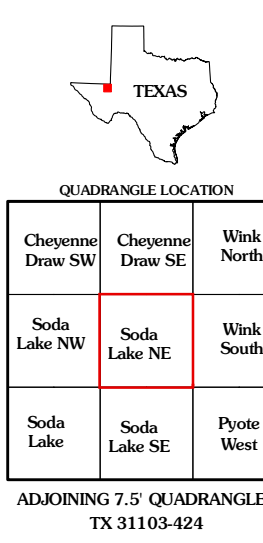 TEXAS
QUADRANGLE LOCATION
Cheyenne
Draw SW
Cheyenne
Draw SE
Wink
North
Soda
Lake NW
Soda
Lake NE
Wink
South
Soda
Lake
Soda
Lake SE
Pyote
West
ADJOINING 7.5' QUADRANGLE
TX 31103-424